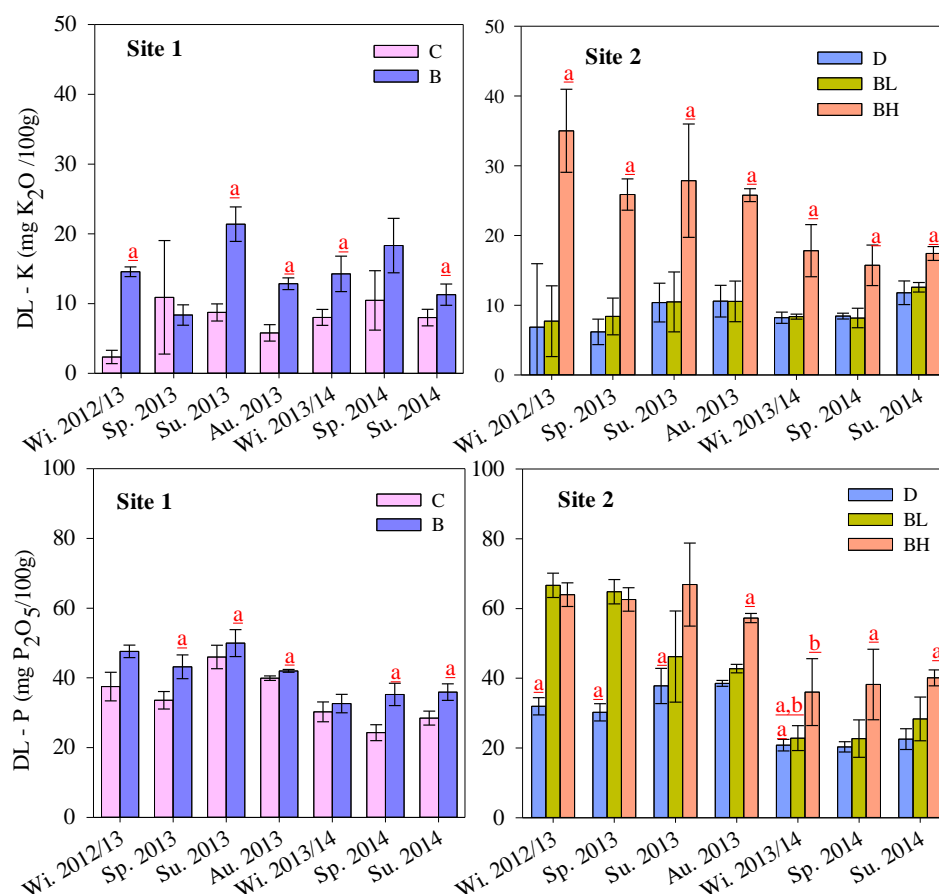 50
40
30
20
10
0
DL - K (mg K2O /100g)
Site 1
C
B
a
a
a
a
a
Wi. 2012/13
Sp. 2013
Su. 2013
Au. 2013
Wi. 2013/14
Sp. 2014
Su. 2014
50
40
30
20
10
0
Site 2
D
BL
BH
a
a
a
a
a
a
a
Wi. 2012/13
Sp. 2013
Su. 2013
Au. 2013
Wi. 2013/14
Sp. 2014
Su. 2014
100
80
60
40
20
0
DL - P (mg P2O5/100g)
Site 1
C
B
a
a
a
a
a
Wi. 2012/13
Sp. 2013
Su. 2013
Au. 2013
Wi. 2013/14
Sp. 2014
Su. 2014
100
80
60
40
20
0
Site 2
D
BL
BH
a
a
a
a
a,b
a
b
a
a
Wi. 2012/13
Sp. 2013
Su. 2013
Au. 2013
Wi. 2013/14
Sp. 2014
Su. 2014